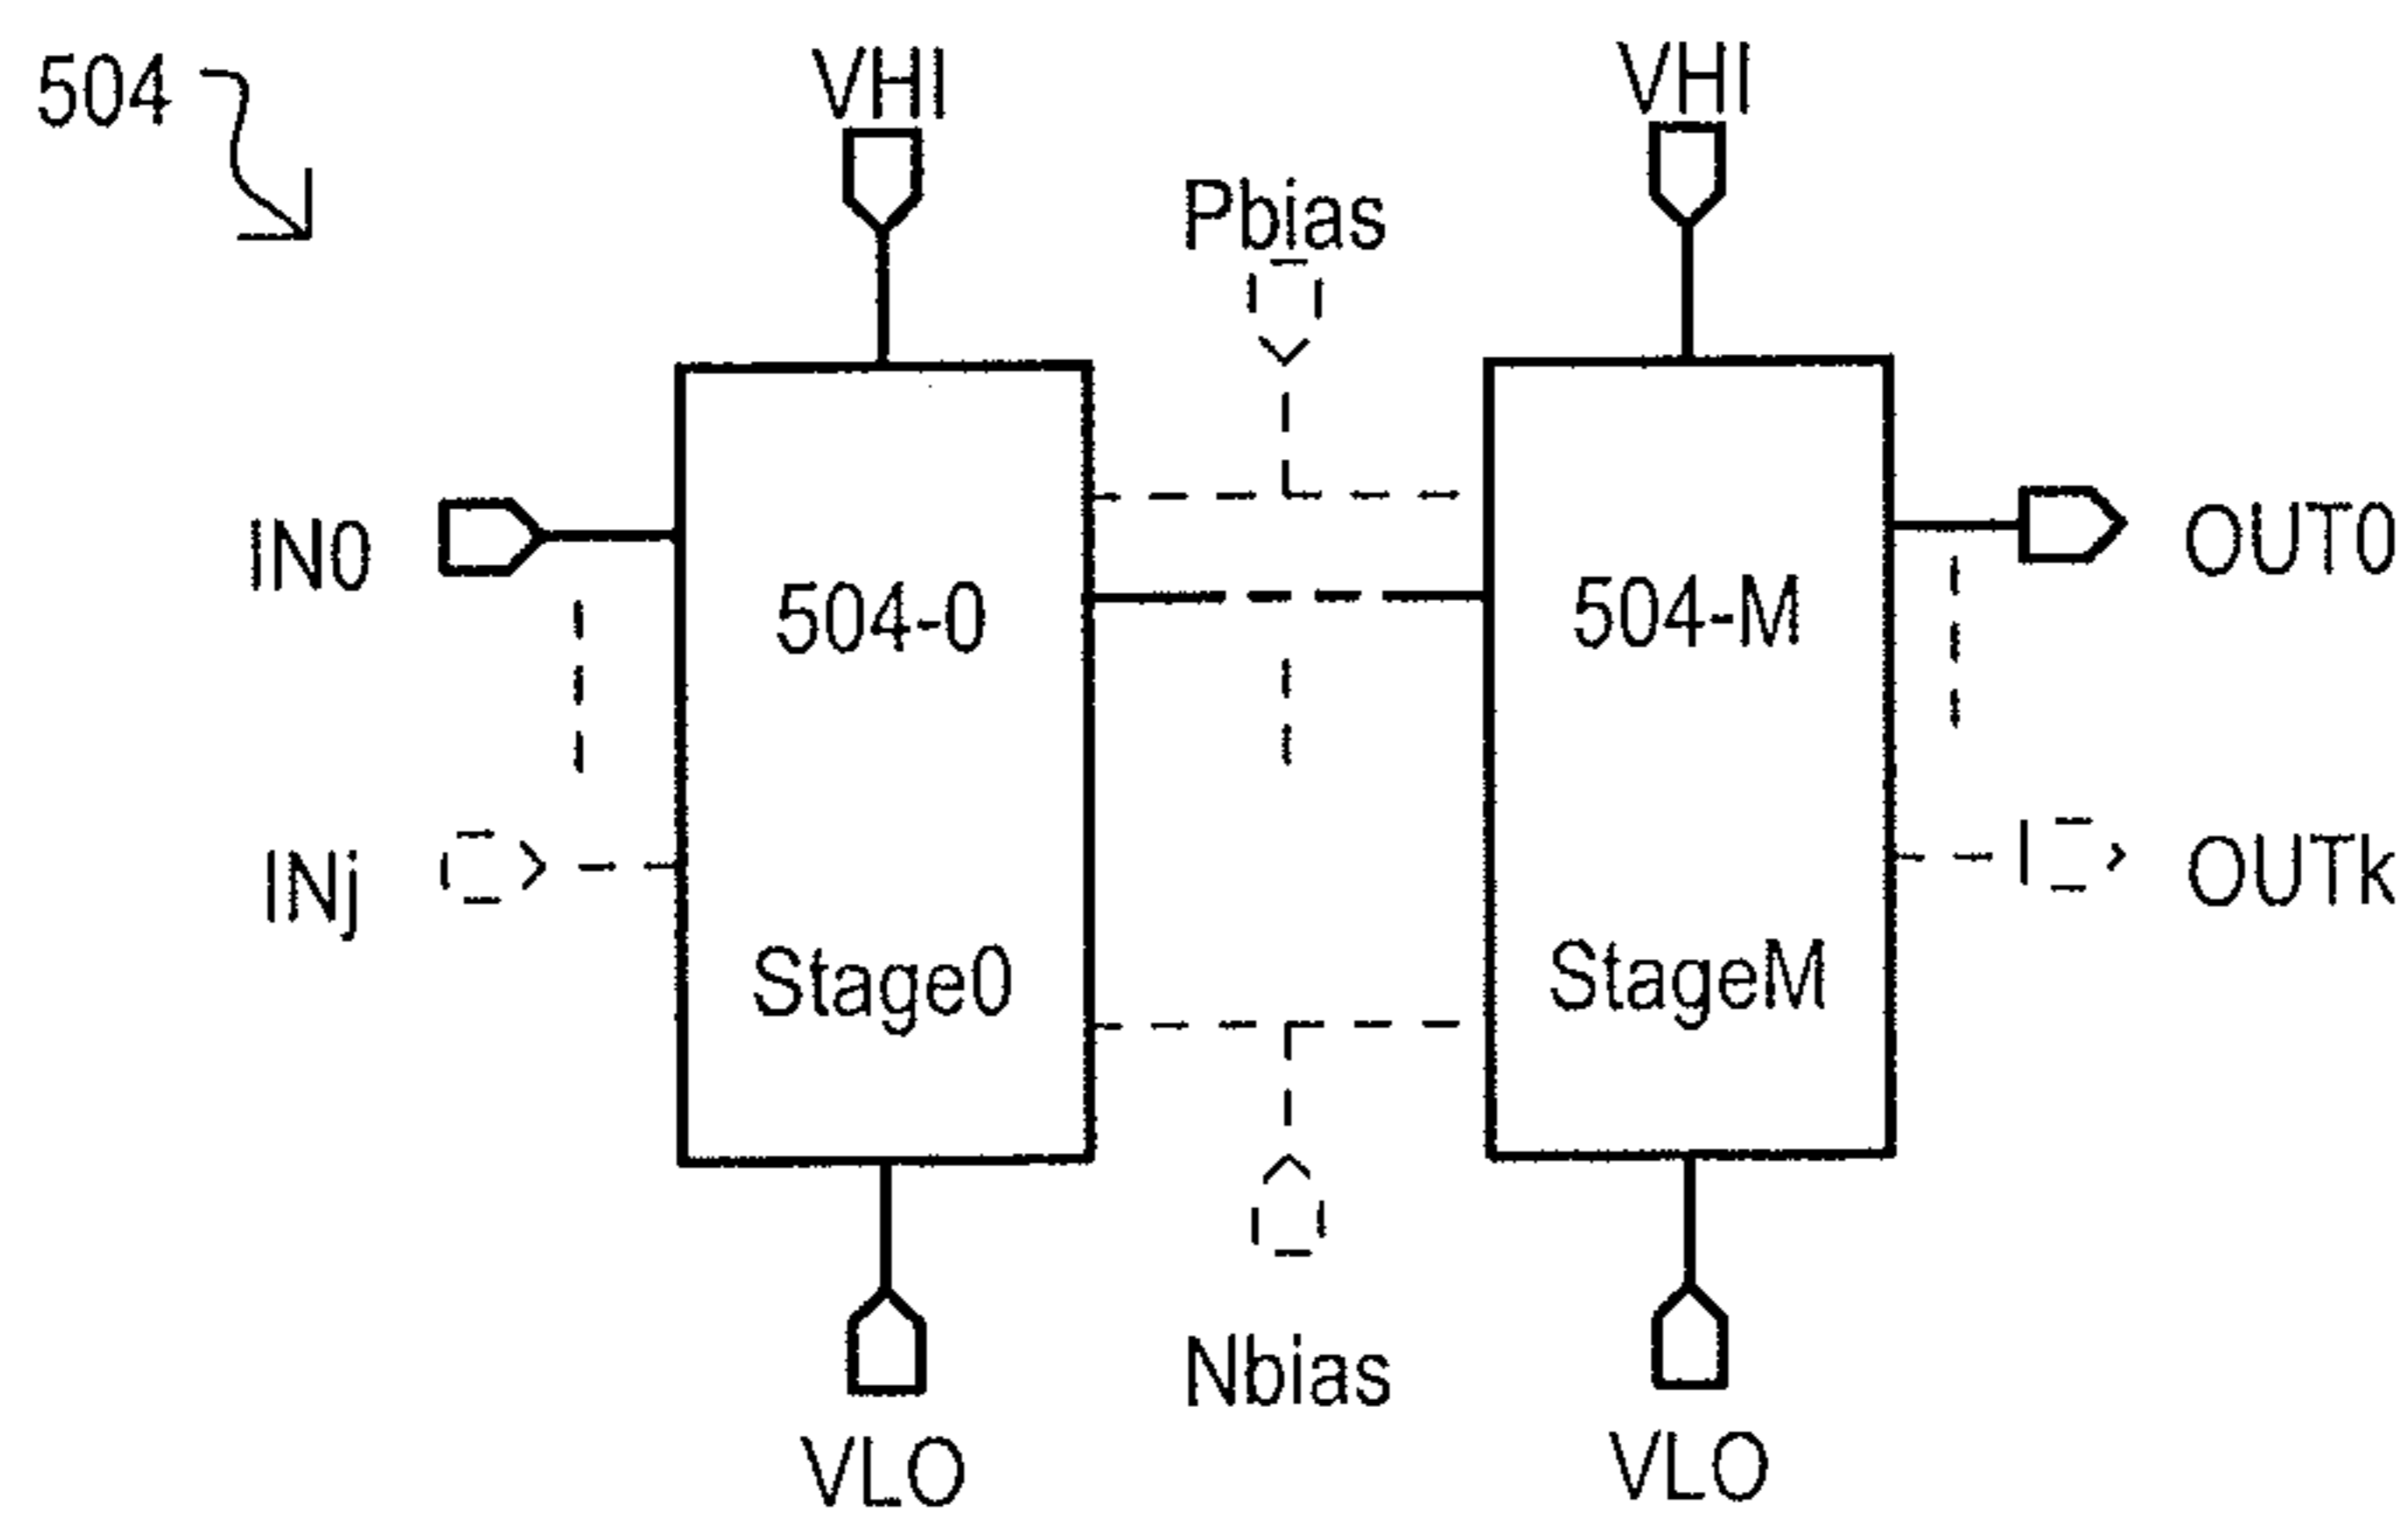 504
VHI
VHI
Pbias
IN0
504-0
504-M
OUT0
INj
OUTk
Stage0
StageM
Nbias
VLO
VLO